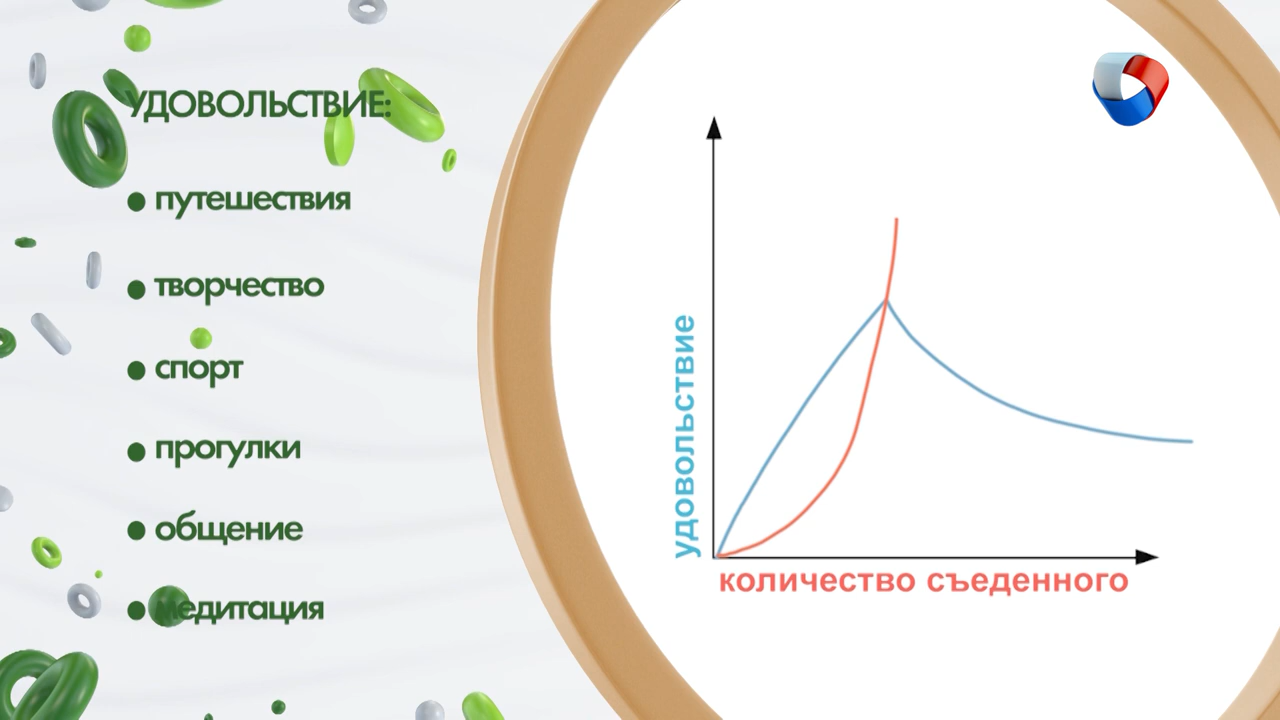 УДОВОЛЬСТВИЕ:
• путешествия
• творчество
• спорт
• прогулки
• общение
• медитация
удовольствие
количество съеденного